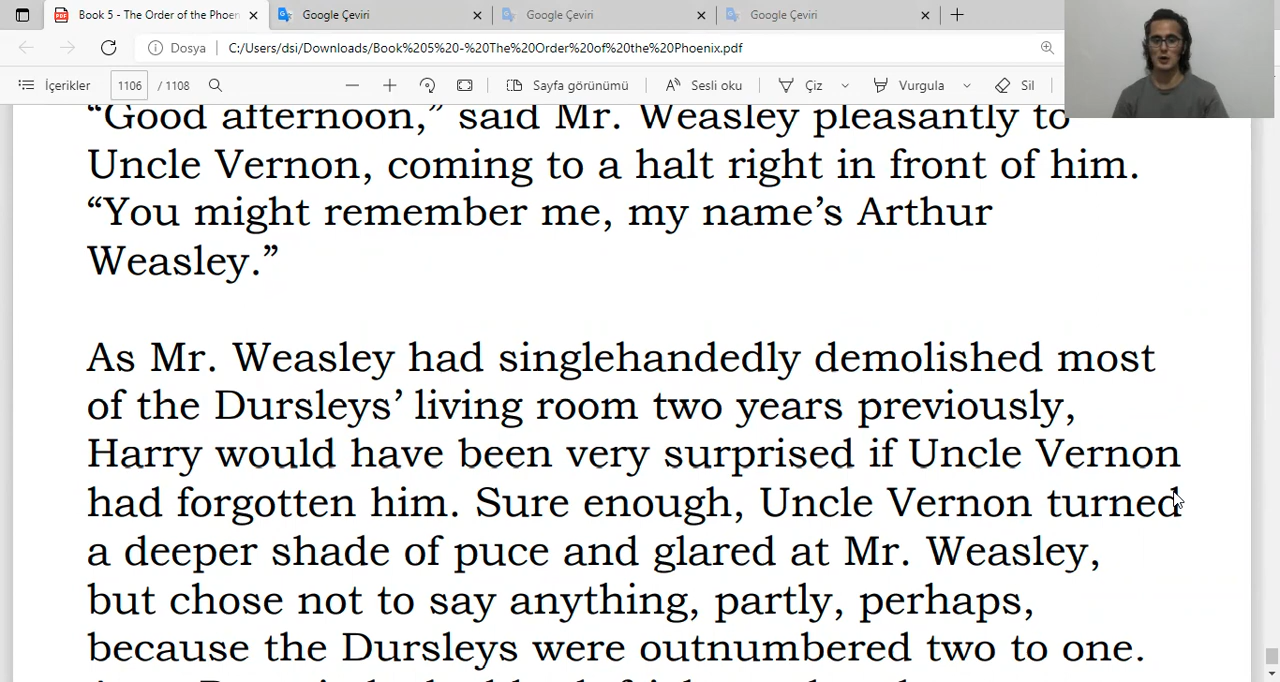 Book 5 - The Order of the Phoen
Google Çeviri
Google Çeviri
Google Çeviri
Dosya
C:/Users/dsi/Downloads/Book%205%20-%20The%20Order%20of%20the%20Phoenix.pdf
İçerikler
1106 / 1108
Sayfa görünümü
Sesli oku
Çiz
Vurgula
Sil
“Good afternoon,” said Mr. Weasley pleasantly to
Uncle Vernon, coming to a halt right in front of him.
“You might remember me, my name’s Arthur
Weasley.”
As Mr. Weasley had singlehandedly demolished most
of the Dursleys’ living room two years previously,
Harry would have been very surprised if Uncle Vernon
had forgotten him. Sure enough, Uncle Vernon turned
a deeper shade of puce and glared at Mr. Weasley,
but chose not to say anything, partly, perhaps,
because the Dursleys were outnumbered two to one.